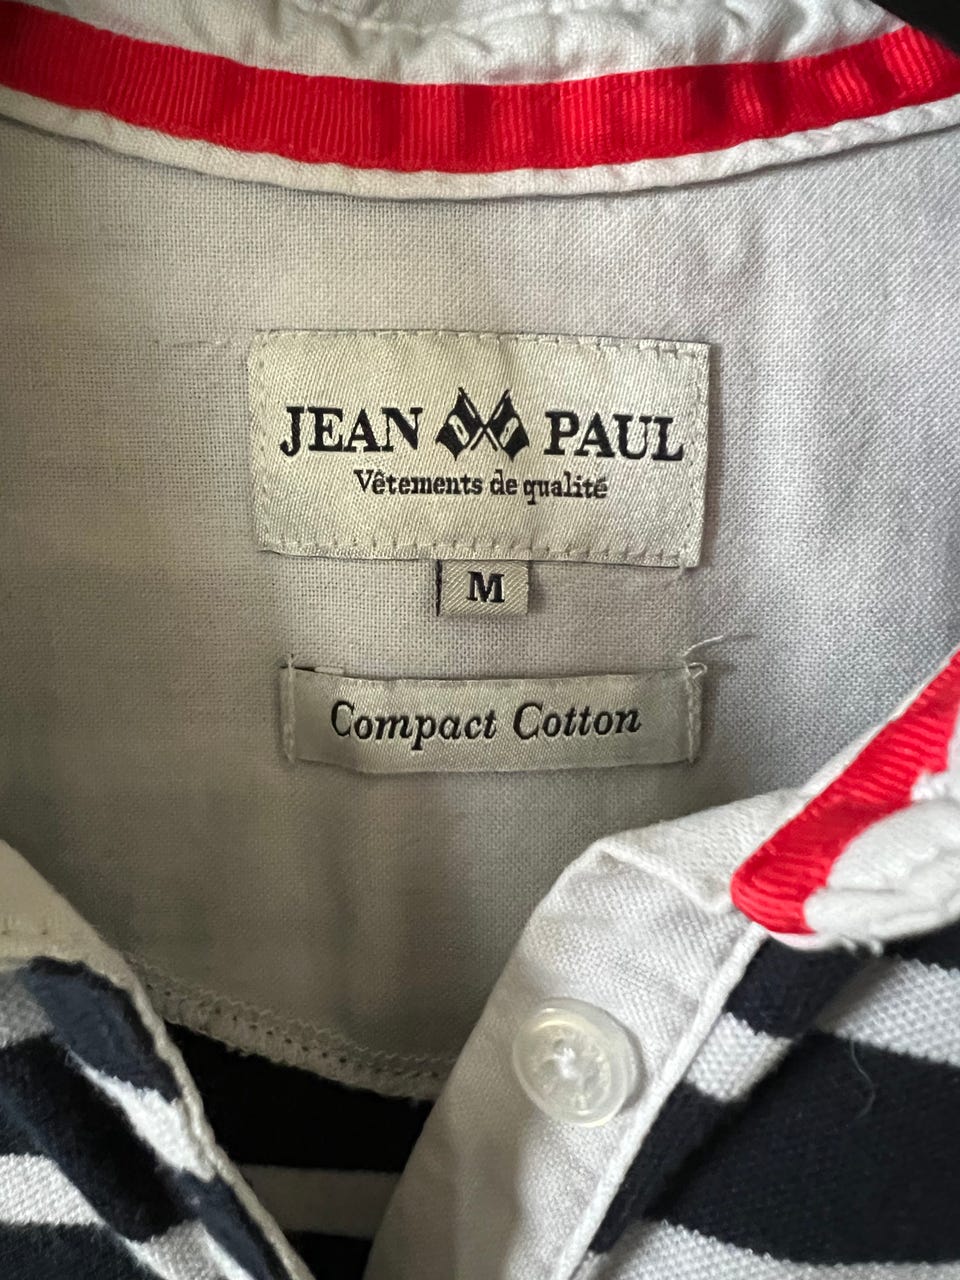 JEAN PAUL
Vêtements de qualité
M
Compact Cotton